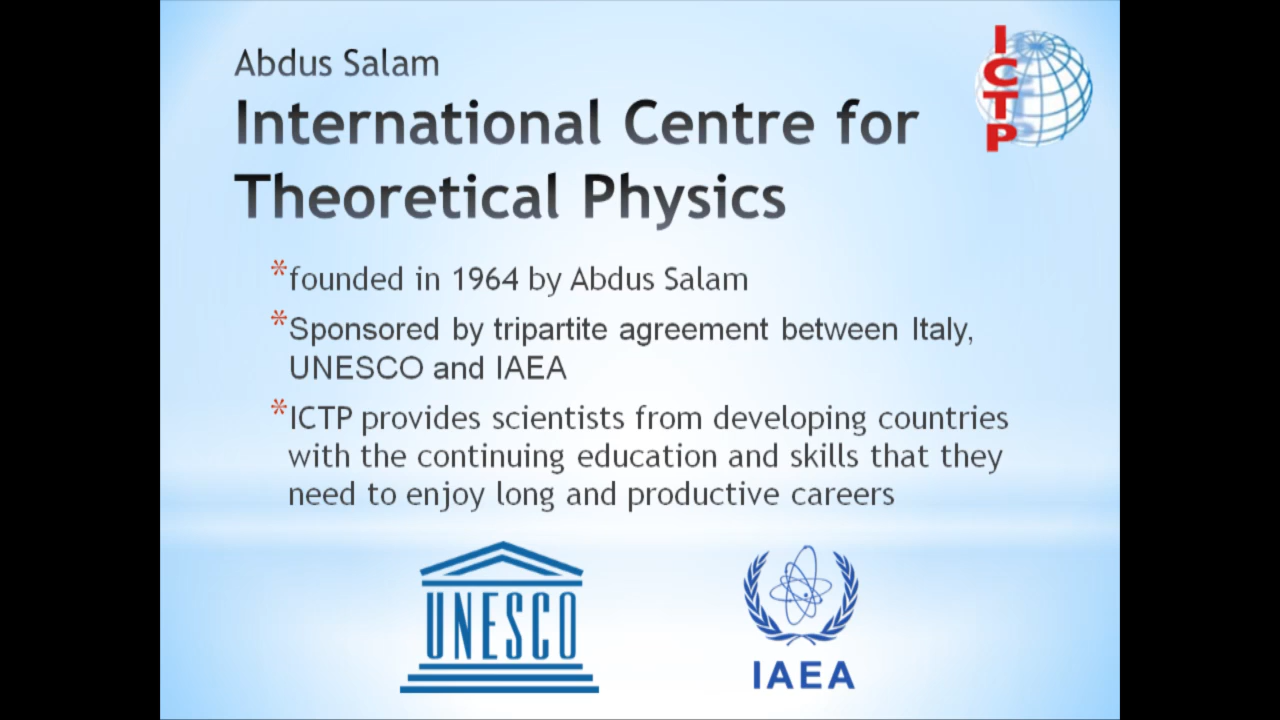 Abdus Salam
International Centre for
Theoretical Physics
ICTP
*founded in 1964 by Abdus Salam
*Sponsored by tripartite agreement between Italy,
UNESCO and IAEA
*ICTP provides scientists from developing countries
with the continuing education and skills that they
need to enjoy long and productive careers
UNESCO
IAEA